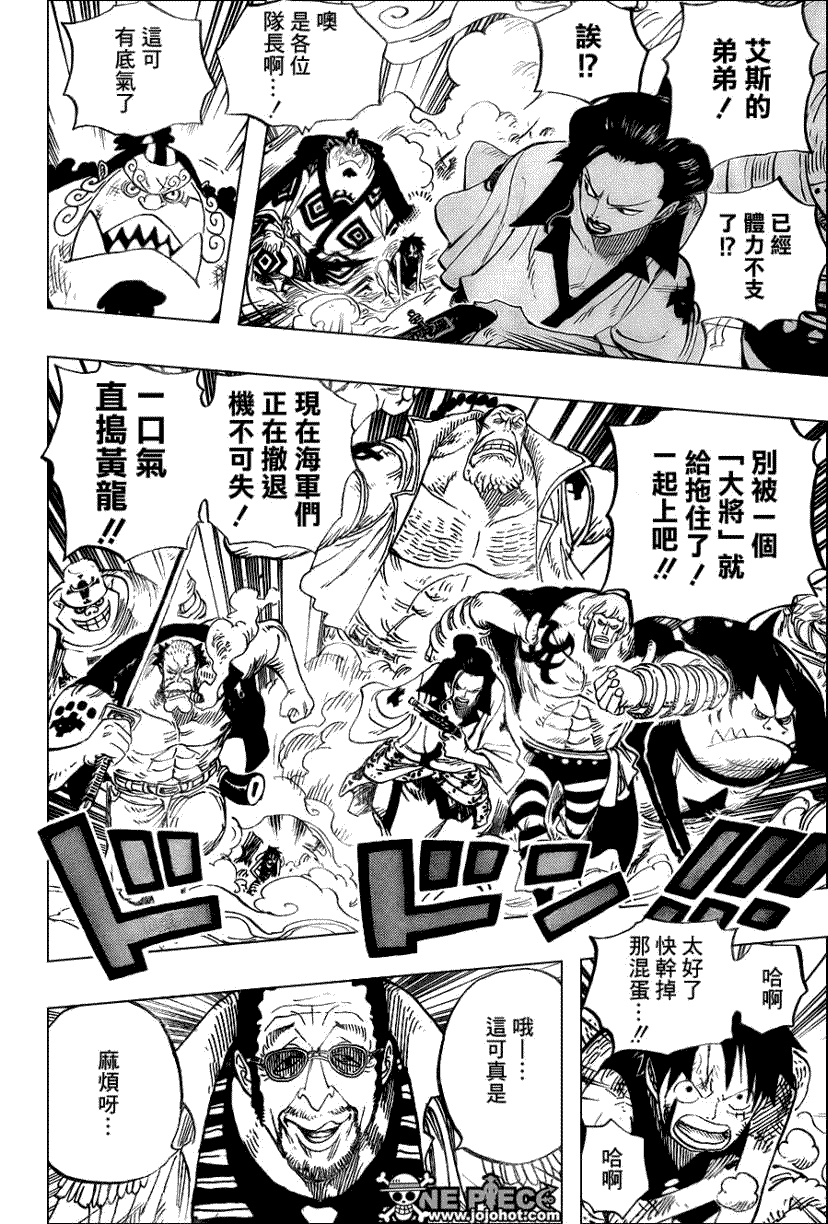 艾斯的
弟弟！
已經
體力不支
了!?
誒!?
噢
是各位
隊長啊…！
這可
有底氣了
別被一個
「大將」就
給拖住了！
一起上吧!!
現在海軍們
正在撤退
機不可失！
一口氣
直搗黃龍!!
ドドン!!!
哈啊
太好了
快幹掉
那混蛋…!!
哈啊
哦—…
這可真是
麻煩呀…
ONE PIECE
www.jojohot.com